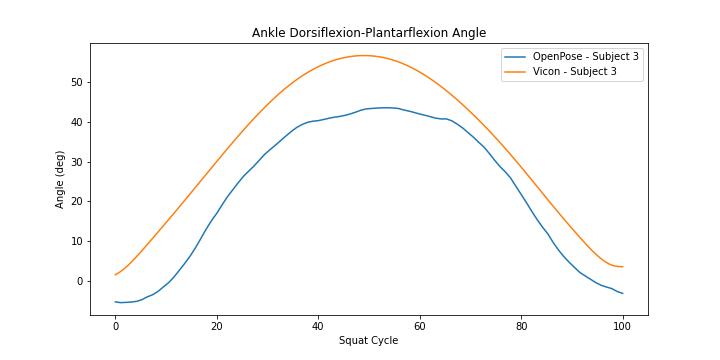 Ankle Dorsiflexion-Plantarflexion Angle
OpenPose - Subject 3
Vicon - Subject 3
Angle (deg)
50
40
30
20
10
0
0 20 40 60 80 100
Squat Cycle